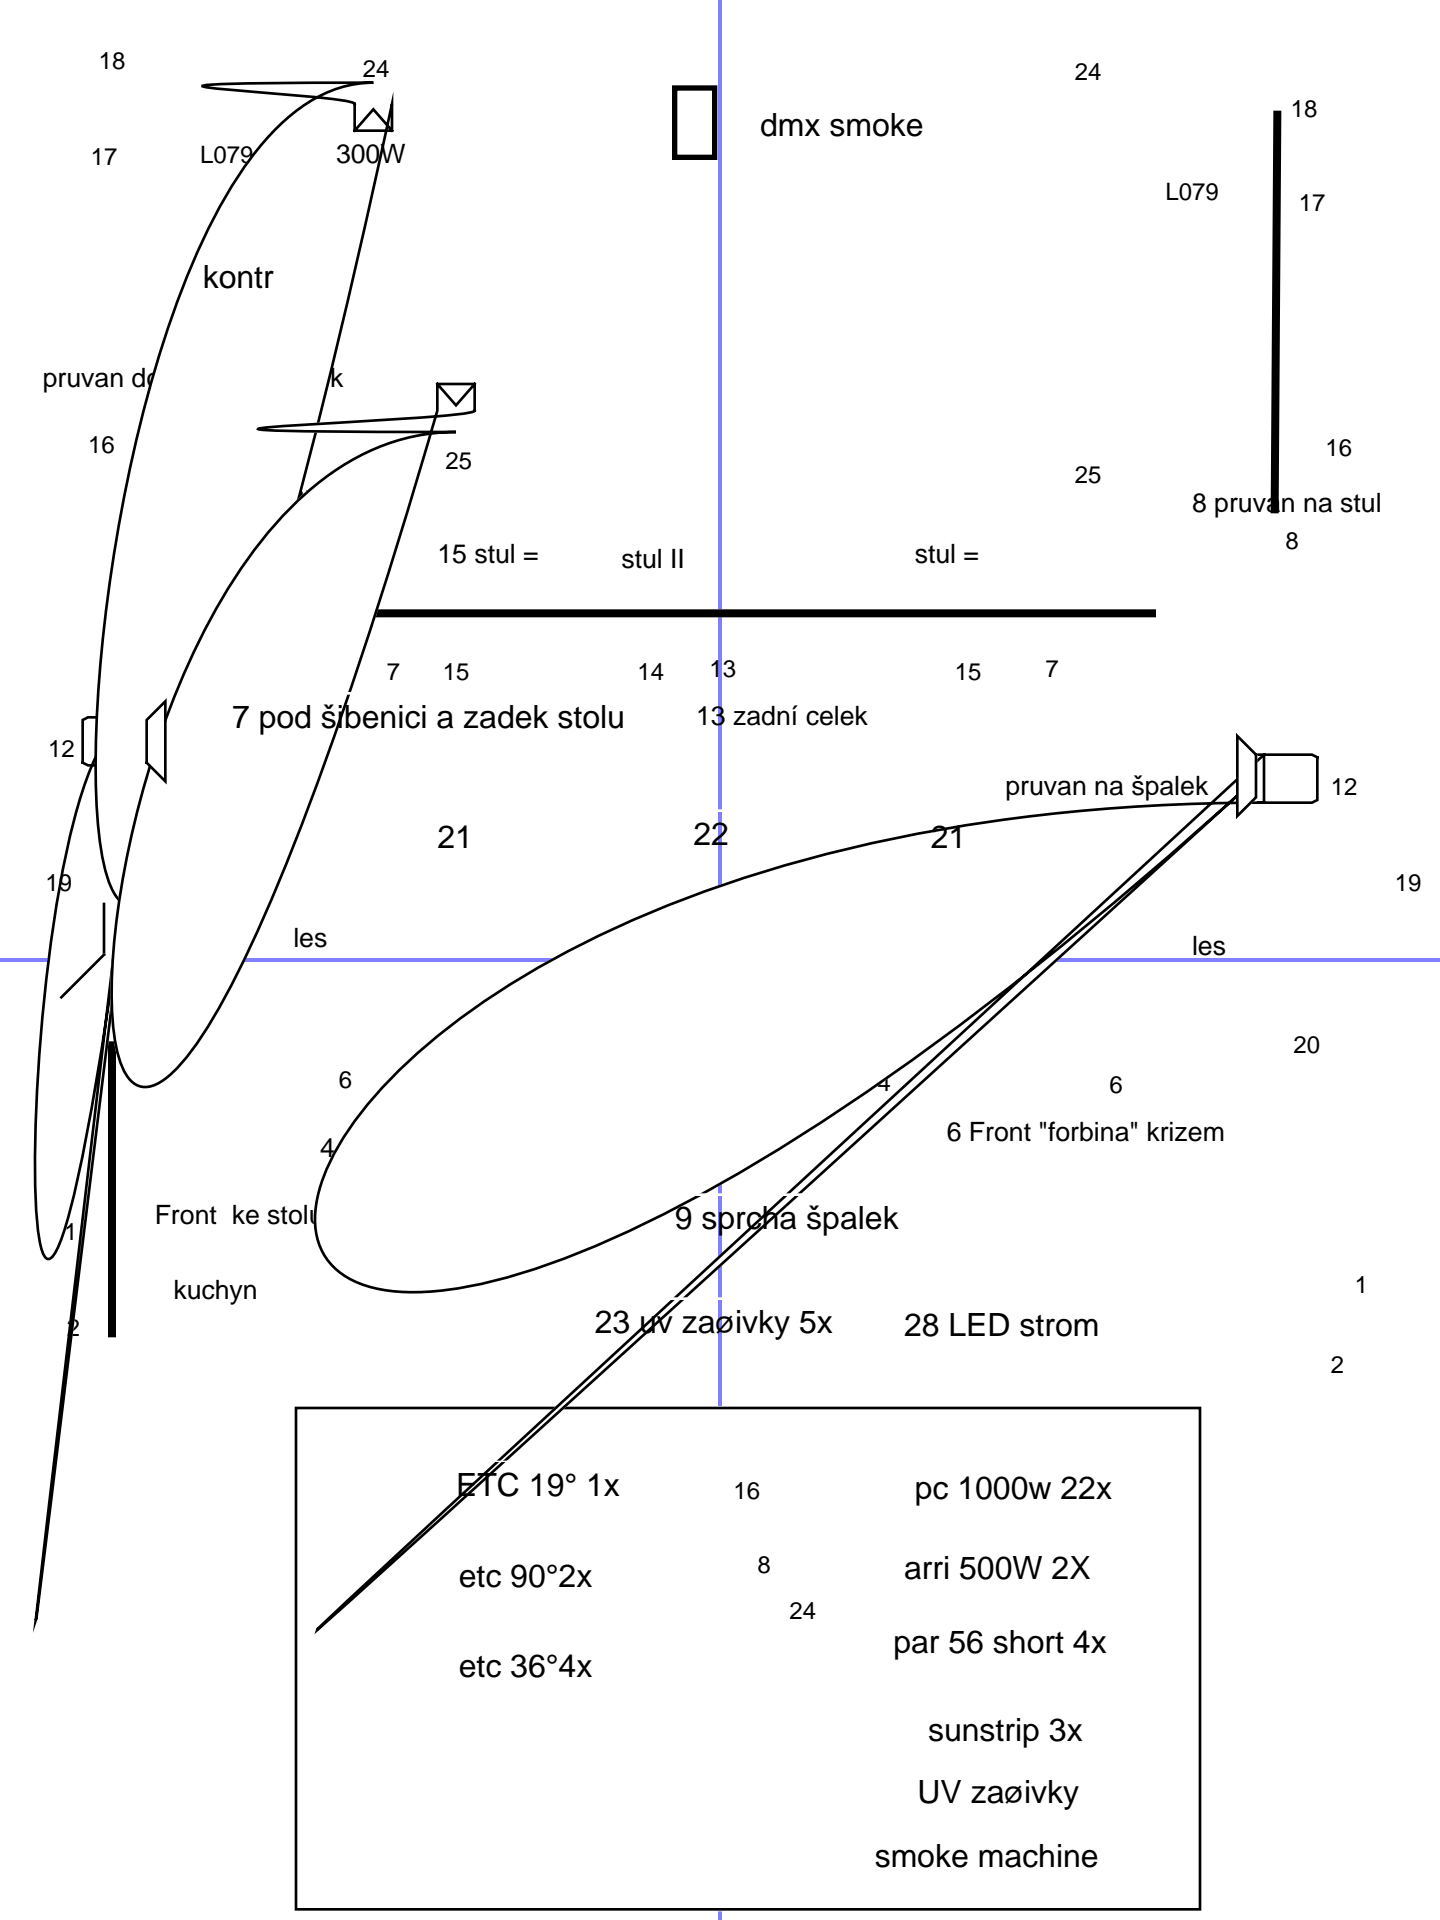 18
24
24
dmx smoke
18
17
L079
300W
L079
17
kontr
pruvan k
16
16
25
25
8 pruvan na stul
8
15 stul =
stul II
stul =
7
15
14
13
15
7
7 pod šibenici a zadek stolu
13 zadní celek
12
pruvan na špalek
12
21
22
21
19
19
les
les
20
6
4
6
4
6 Front "forbina" krizem
Front ke stolu
9 sprcha špalek
1
kuchyn
1
23 uv zaøivky 5x
28 LED strom
2
2
ETC 19° 1x
16
pc 1000w 22x
etc 90°2x
8
arri 500W 2X
24
par 56 short 4x
etc 36°4x
sunstrip 3x
UV zaøivky
smoke machine